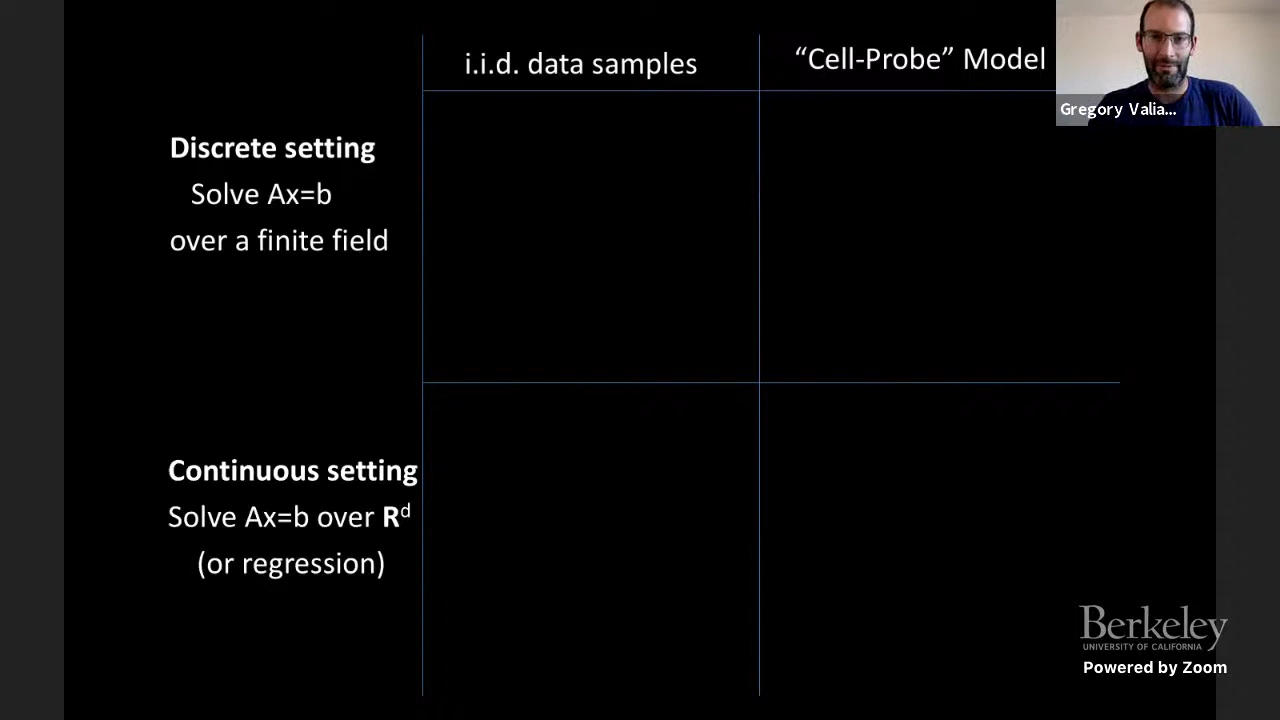 i.i.d. data samples
“Cell-Probe” Model
Gregory Valia...
Discrete setting
Solve Ax=b
over a finite field
Continuous setting
Solve Ax=b over Rᵈ
(or regression)
Berkeley
UNIVERSITY OF CALIFORNIA
Powered by Zoom